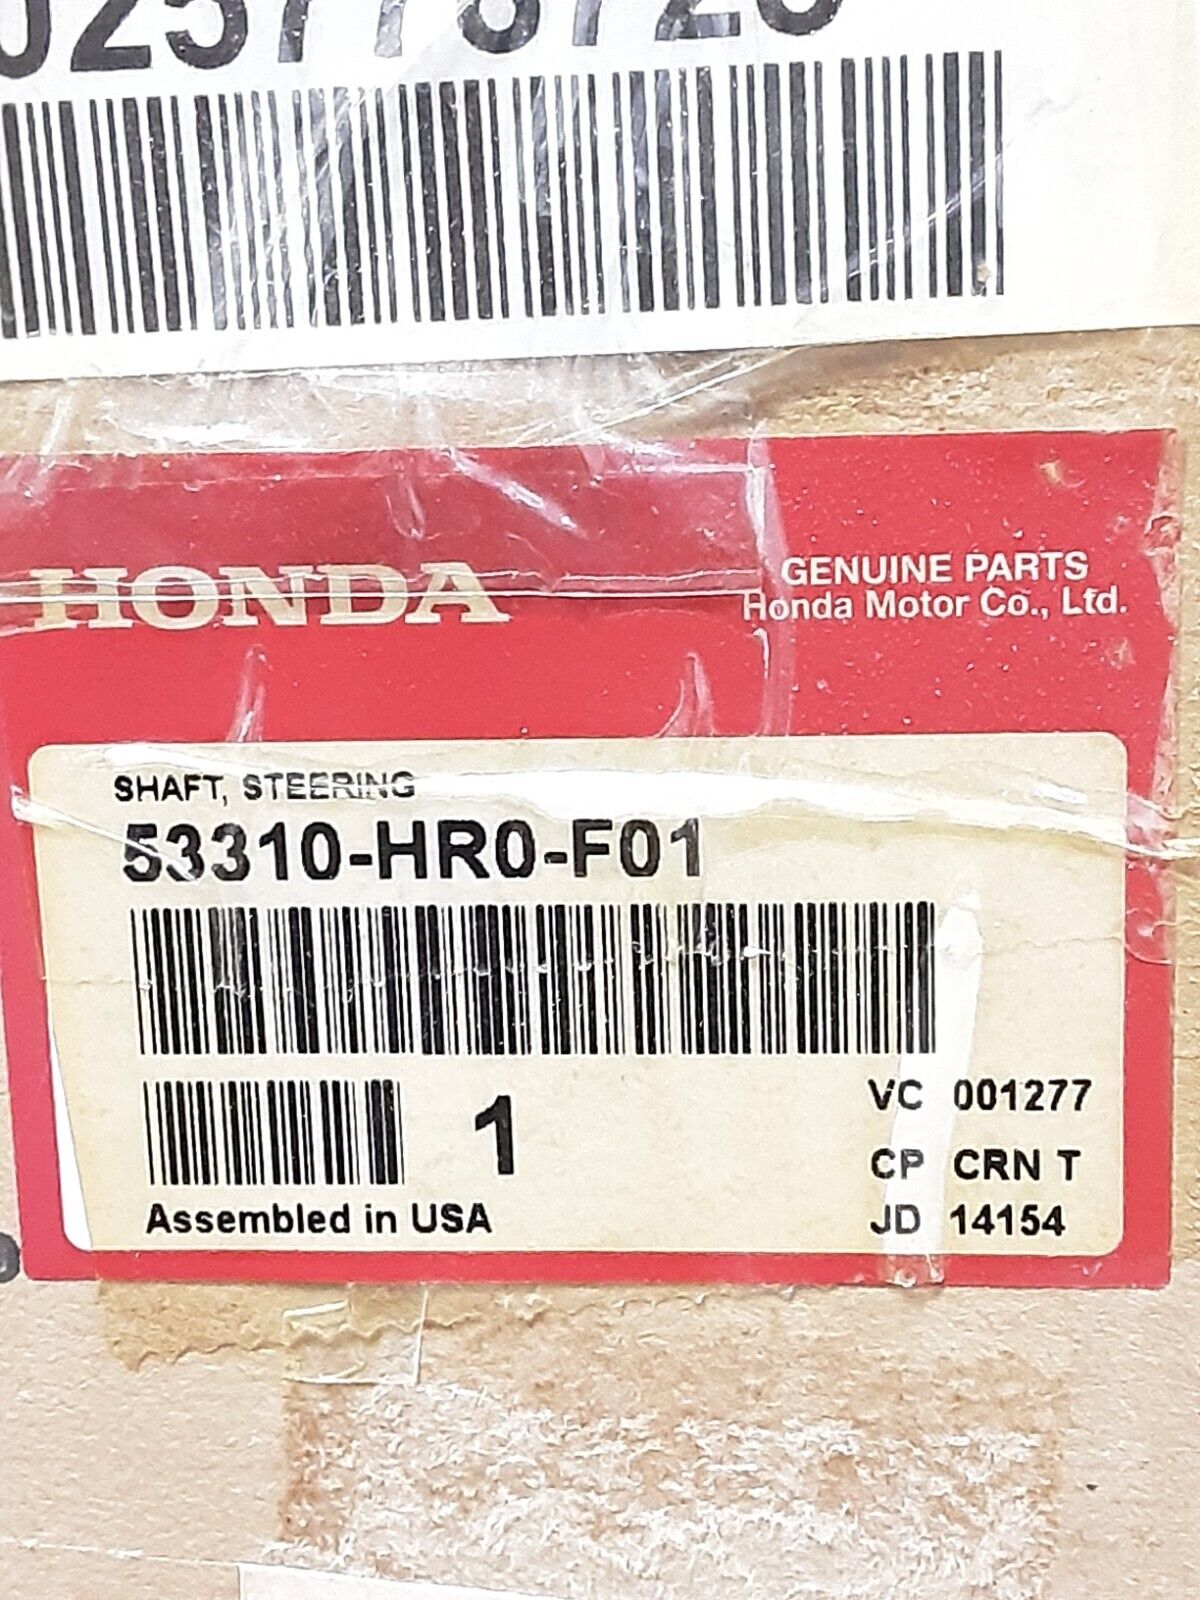 HONDA
GENUINE PARTS
Honda Motor Co., Ltd.
SHAFT, STEERING
53310-HR0-F01
1
VC 001277
CP CRN T
Assembled in USA
JD 14154